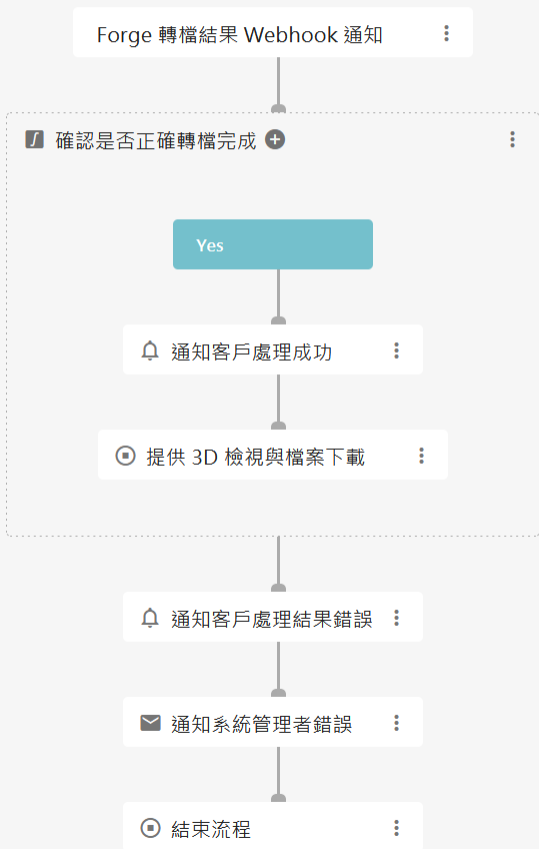 Forge 轉檔結果 Webhook 通知
確認是否正確轉檔完成
Yes
通知客戶處理成功
提供 3D 檢視與檔案下載
通知客戶處理結果錯誤
通知系統管理者錯誤
結束流程